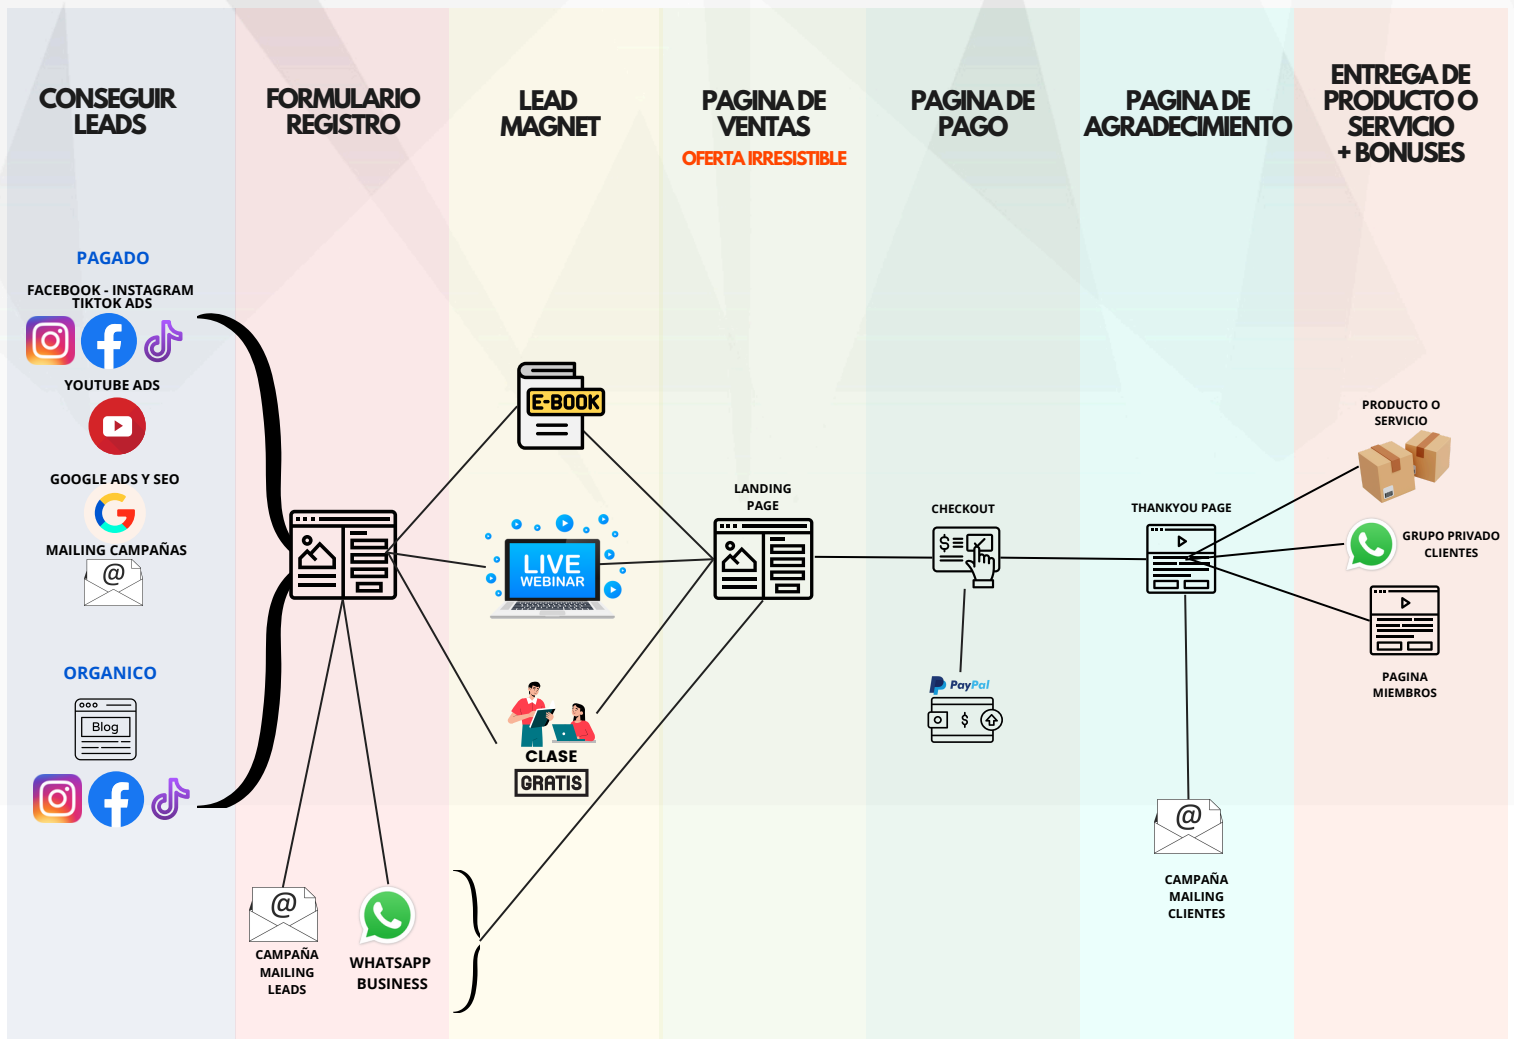 CONSEGUIR
LEADS
FORMULARIO
REGISTRO
LEAD
MAGNET
PAGINA DE
VENTAS
OFERTA IRRESISTIBLE
PAGINA DE
PAGO
PAGINA DE
AGRADECIMIENTO
ENTREGA DE
PRODUCTO O
SERVICIO
+ BONUSES
PAGADO
FACEBOOK - INSTAGRAM
TIKTOK ADS
YOUTUBE ADS
GOOGLE ADS Y SEO
G
MAILING CAMPAÑAS
@
ORGANICO
Blog
@
CAMPAÑA
MAILING
LEADS
WHATSAPP
BUSINESS
E-BOOK
LIVE
WEBINAR
CLASE
GRATIS
LANDING
PAGE
CHECKOUT
$
PayPal
$
THANKYOU PAGE
@
CAMPAÑA
MAILING
CLIENTES
PRODUCTO O
SERVICIO
GRUPO PRIVADO
CLIENTES
PAGINA
MIEMBROS